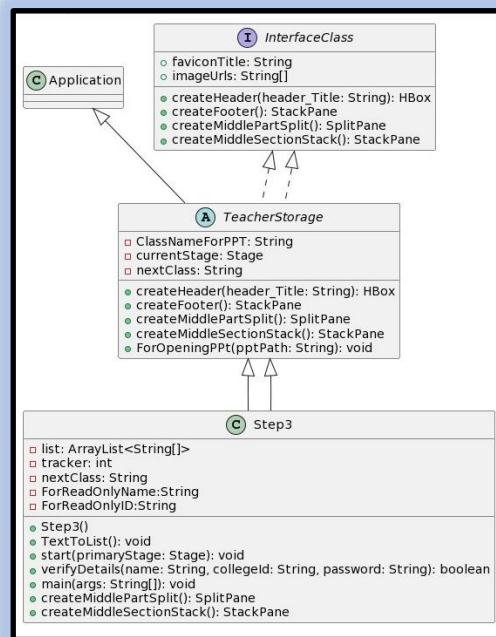 I InterfaceClass
faviconTitle: String
imageUrls: String[]
createHeader(header_Title: String): HBox
createFooter(): StackPane
createMiddlePartSplit(): SplitPane
createMiddleSectionStack(): StackPane
C Application
A TeacherStorage
ClassNameForPPT: String
currentStage: Stage
nextClass: String
createHeader(header_Title: String): HBox
createFooter(): StackPane
createMiddlePartSplit(): SplitPane
createMiddleSectionStack(): StackPane
ForOpeningPPt(pptPath: String): void
C Step3
list: ArrayList<String[]>
tracker: int
nextClass: String
ForReadOnlyName:String
ForReadOnlyID:String
Step3()
TextToList(): void
start(primaryStage: Stage): void
verifyDetails(name: String, collegeId: String, password: String): boolean
main(args: String[]): void
createMiddlePartSplit(): SplitPane
createMiddleSectionStack(): StackPane